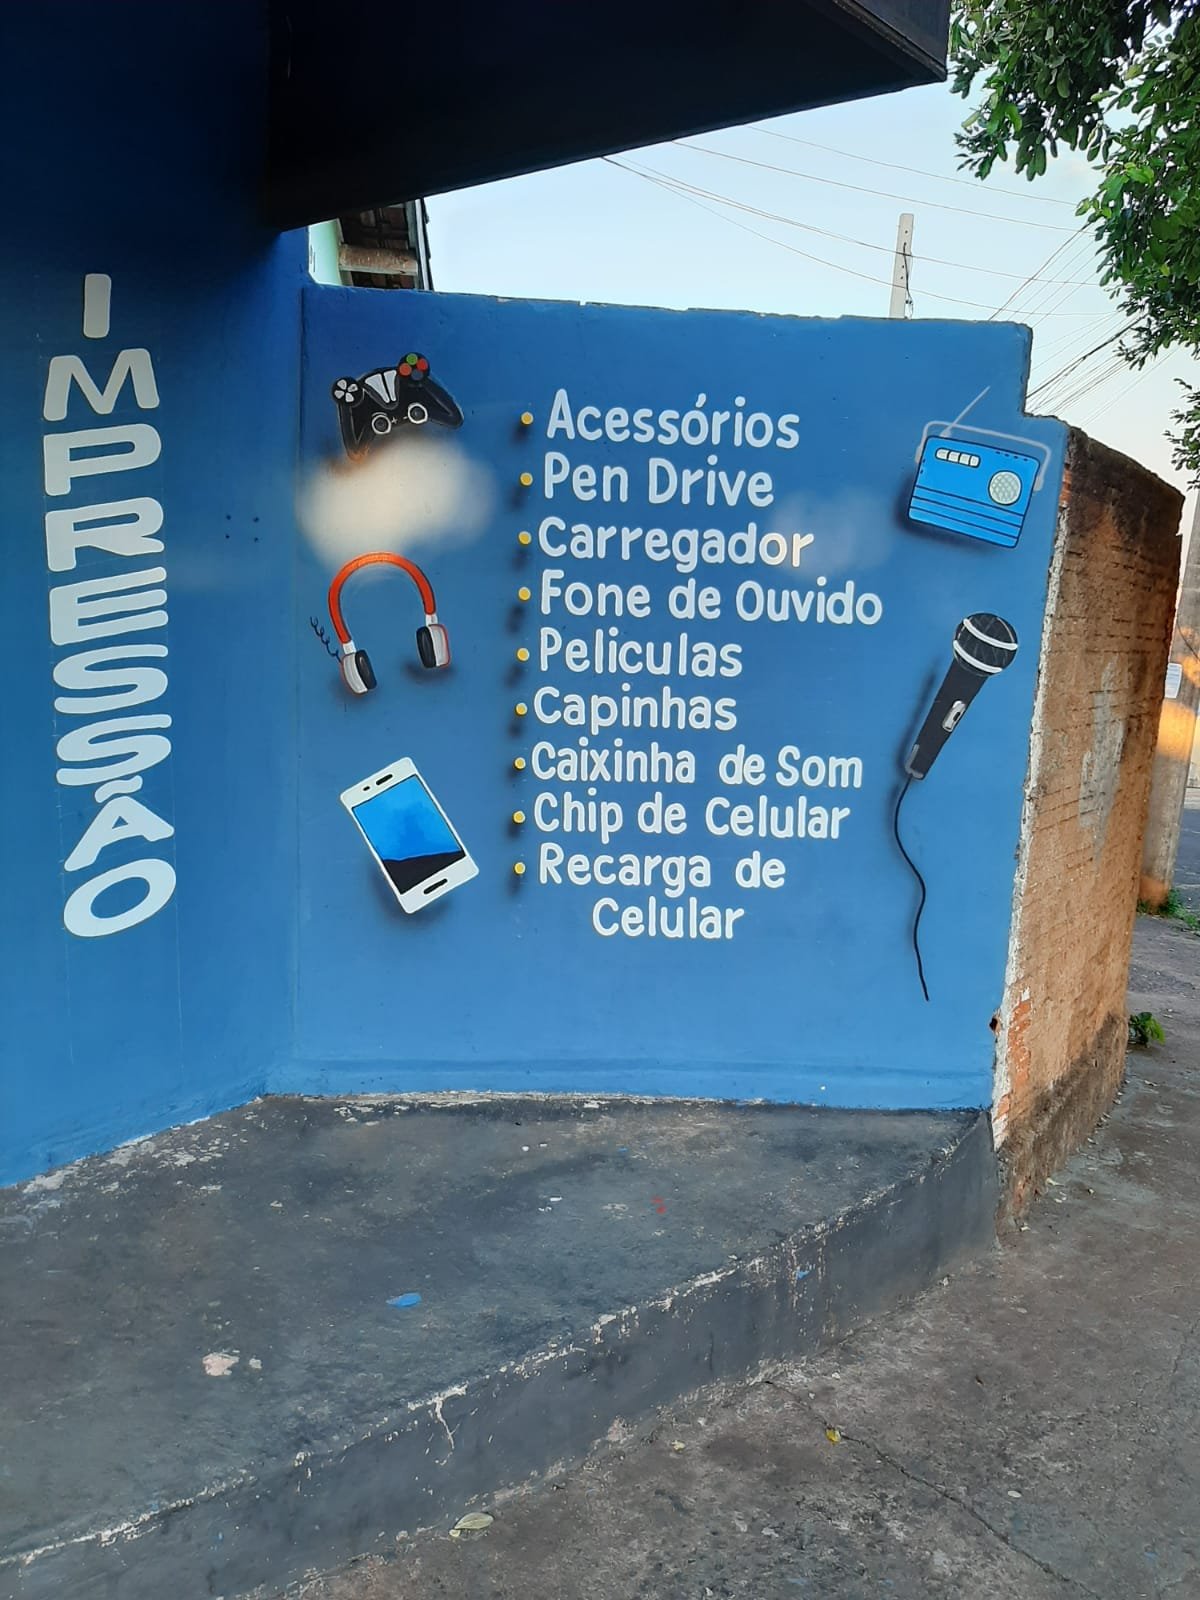 IMPRESSÃO
Acessórios
Pen Drive
Carregador
Fone de Ouvido
Peliculas
Capinhas
Caixinha de Som
Chip de Celular
Recarga de
Celular